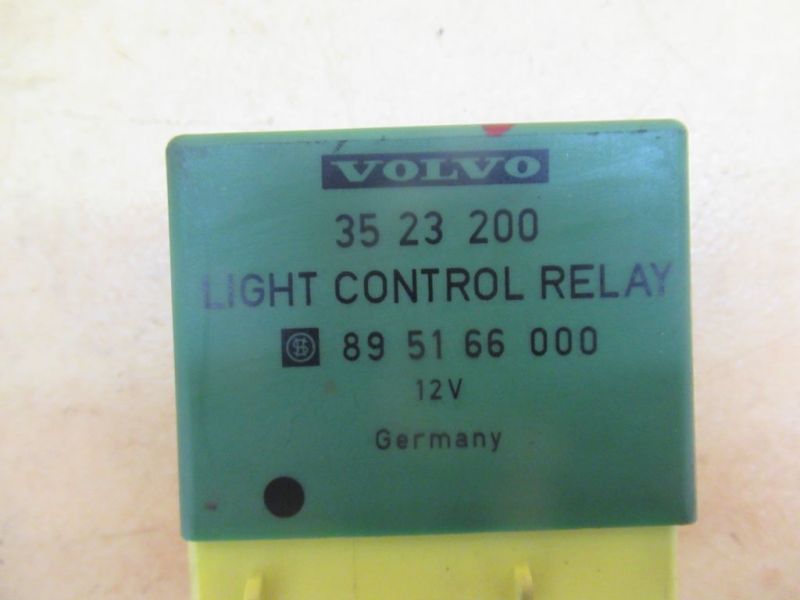 VOLVO
35 23 200
LIGHT CONTROL RELAY
89 51 66 000
12V
Germany